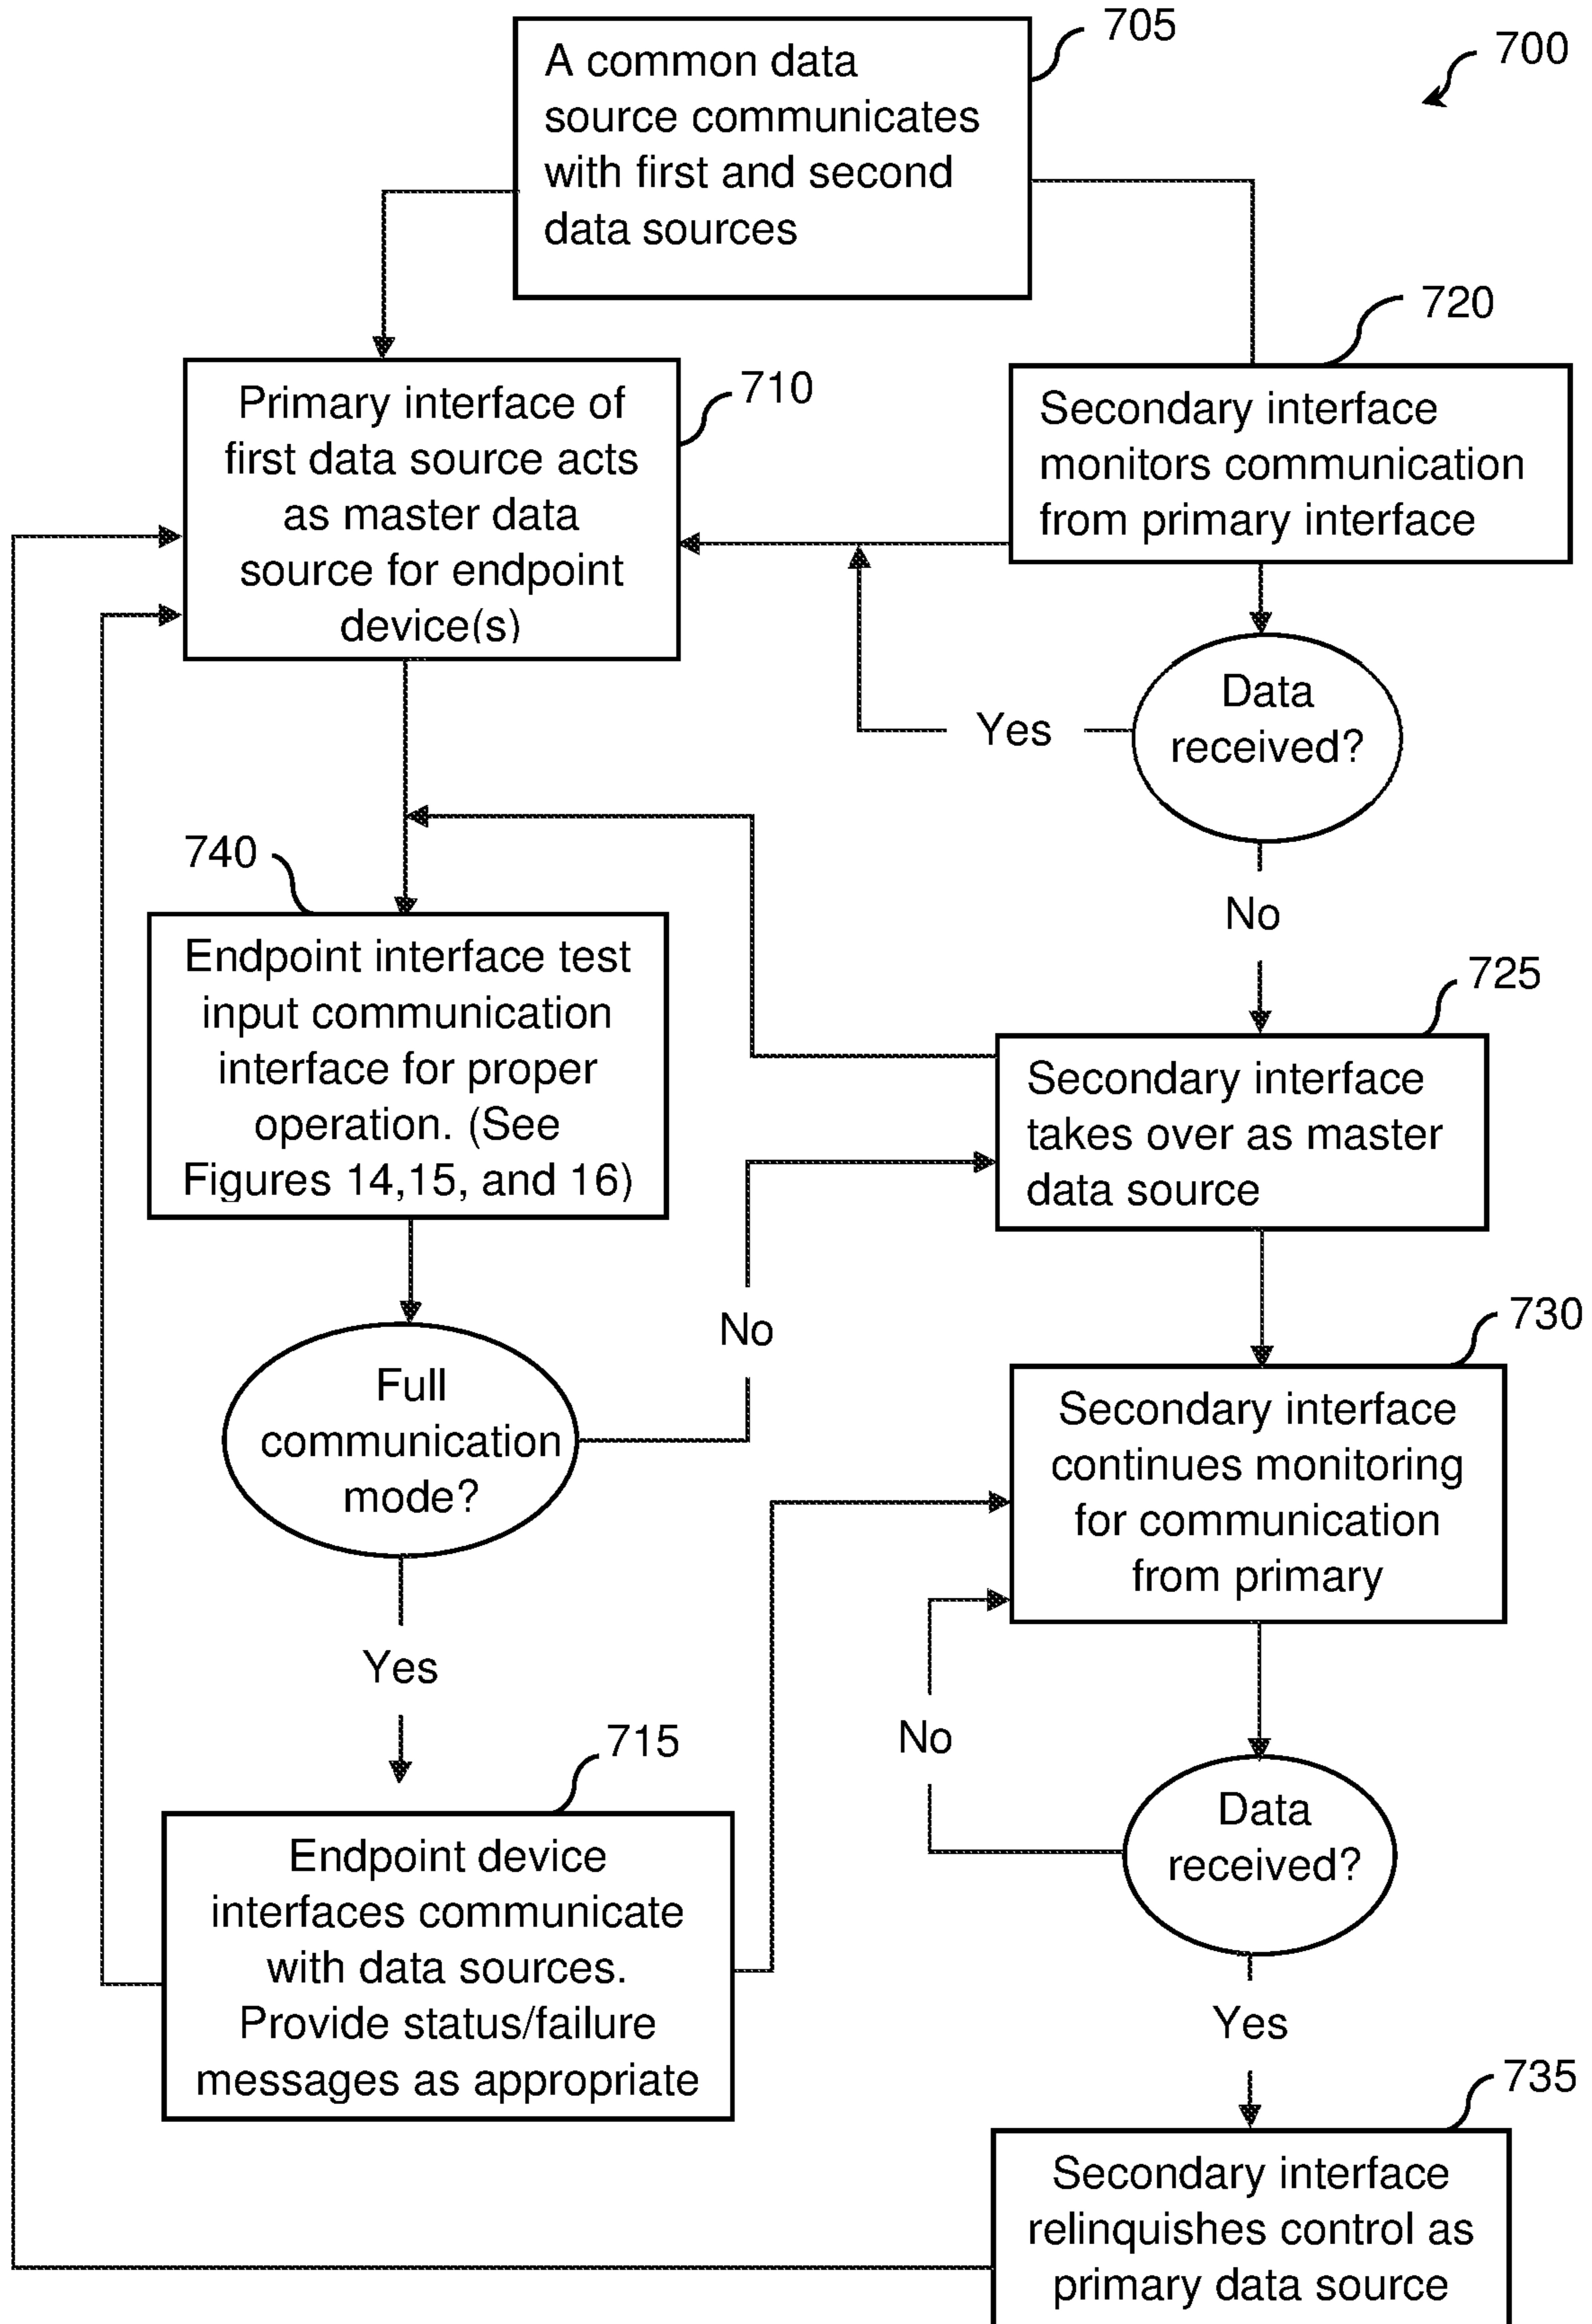 705
700
A common data
source communicates
with first and second
data sources
720
710
Primary interface of
first data source acts
as master data
source for endpoint
device(s)
Secondary interface
monitors communication
from primary interface
Data
received?
Yes
No
740
Endpoint interface test
input communication
interface for proper
operation. (See
Figures 14,15, and 16)
725
Secondary interface
takes over as master
data source
No
Full
communication
mode?
730
Secondary interface
continues monitoring
for communication
from primary
Yes
No
715
Endpoint device
interfaces communicate
with data sources.
Provide status/failure
messages as appropriate
Data
received?
Yes
735
Secondary interface
relinquishes control as
primary data source